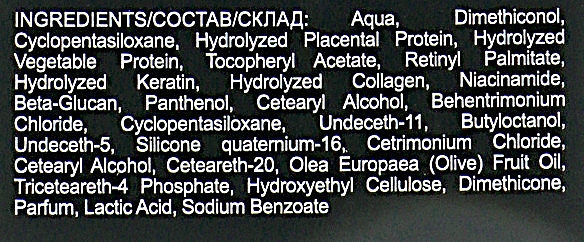 INGREDIENTS/СОСТАВ/СКЛАД: Aqua, Dimethiconol,
Cyclopentasiloxane, Hydrolyzed Placental Protein, Hydrolyzed
Vegetable Protein, Tocopheryl Acetate, Retinyl Palmitate,
Hydrolyzed Keratin, Hydrolyzed Collagen, Niacinamide,
Beta-Glucan, Panthenol, Cetearyl Alcohol, Behentrimonium
Chloride, Cyclopentasiloxane, Undeceth-11, Butyloctanol,
Undeceth-5, Silicone quaternium-16, Cetrimonium Chloride,
Cetearyl Alcohol, Ceteareth-20, Olea Europaea (Olive) Fruit Oil,
Triceteareth-4 Phosphate, Hydroxyethyl Cellulose, Dimethicone,
Parfum, Lactic Acid, Sodium Benzoate